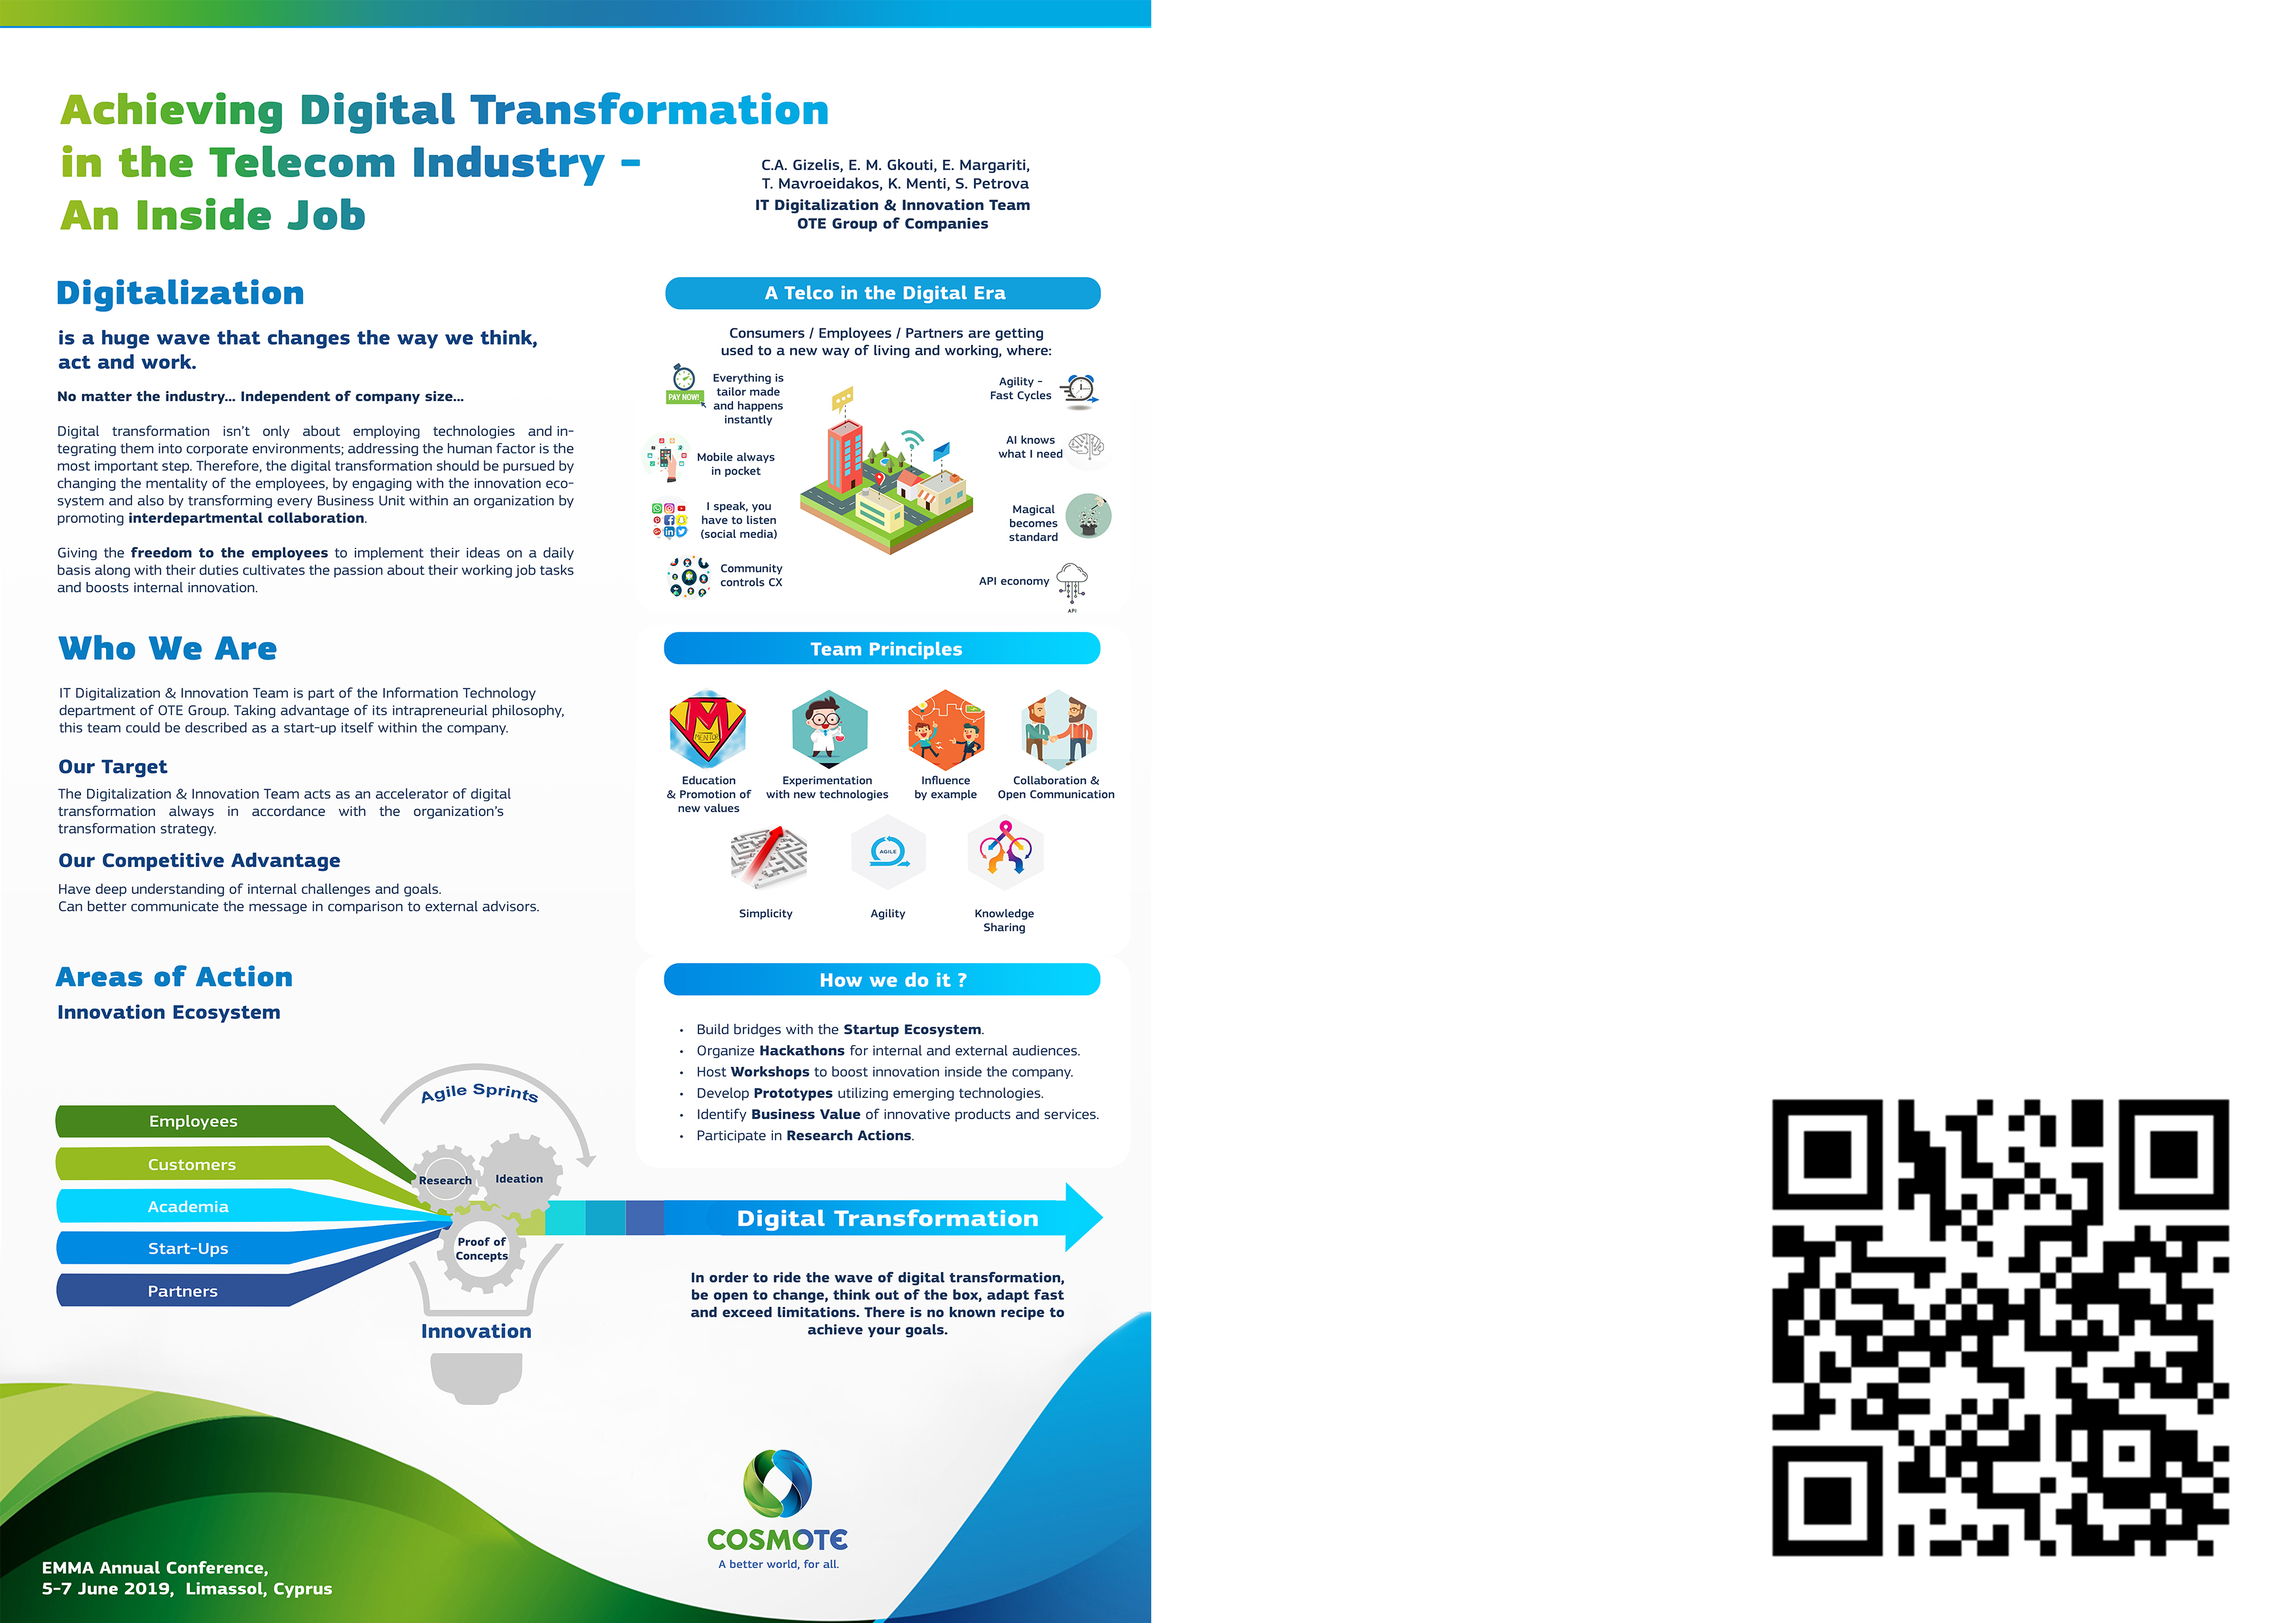 Achieving Digital Transformation
in the Telecom Industry -
An Inside Job
C.A. Gizelis, E. M. Gkouti, E. Margariti,
T. Mavroeidakos, K. Menti, S. Petrova
IT Digitalization & Innovation Team
OTE Group of Companies
Digitalization
is a huge wave that changes the way we think,
act and work.
No matter the industry... Independent of company size...
Digital transformation isn't only about employing technologies and in-
tegrating them into corporate environments; addressing the human factor is the
most important step. Therefore, the digital transformation should be pursued by
changing the mentality of the employees, by engaging with the innovation eco-
system and also by transforming every Business Unit within an organization by
promoting interdepartmental collaboration.
Giving the freedom to the employees to implement their ideas on a daily
basis along with their duties cultivates the passion about their working job tasks
and boosts internal innovation.
Who We Are
IT Digitalization & Innovation Team is part of the Information Technology
department of OTE Group. Taking advantage of its intrapreneurial philosophy,
this team could be described as a start-up itself within the company.
Our Target
The Digitalization & Innovation Team acts as an accelerator of digital
transformation always in accordance with the organization's
transformation strategy.
Our Competitive Advantage
Have deep understanding of internal challenges and goals.
Can better communicate the message in comparison to external advisors.
Areas of Action
Innovation Ecosystem
Agile Sprints
Employees
Customers
Academia
Start-Ups
Partners
Research
Ideation
Proof of
Concepts
Innovation
A Telco in the Digital Era
Consumers / Employees / Partners are getting
used to a new way of living and working, where:
PAY NOW!
Everything is
tailor made
and happens
instantly
Mobile always
in pocket
I speak, you
have to listen
(social media)
Community
controls CX
Agility -
Fast Cycles
AI knows
what I need
Magical
becomes
standard
API economy
API
Team Principles
MENTOR
Education
& Promotion of
new values
Experimentation
with new technologies
Influence
by example
Collaboration &
Open Communication
Simplicity
AGILE
Agility
Knowledge
Sharing
How we do it ?
• Build bridges with the Startup Ecosystem.
• Organize Hackathons for internal and external audiences.
• Host Workshops to boost innovation inside the company.
• Develop Prototypes utilizing emerging technologies.
• Identify Business Value of innovative products and services.
• Participate in Research Actions.
Digital Transformation
In order to ride the wave of digital transformation,
be open to change, think out of the box, adapt fast
and exceed limitations. There is no known recipe to
achieve your goals.
COSMOTE
A better world, for all.
EMMA Annual Conference,
5-7 June 2019, Limassol, Cyprus